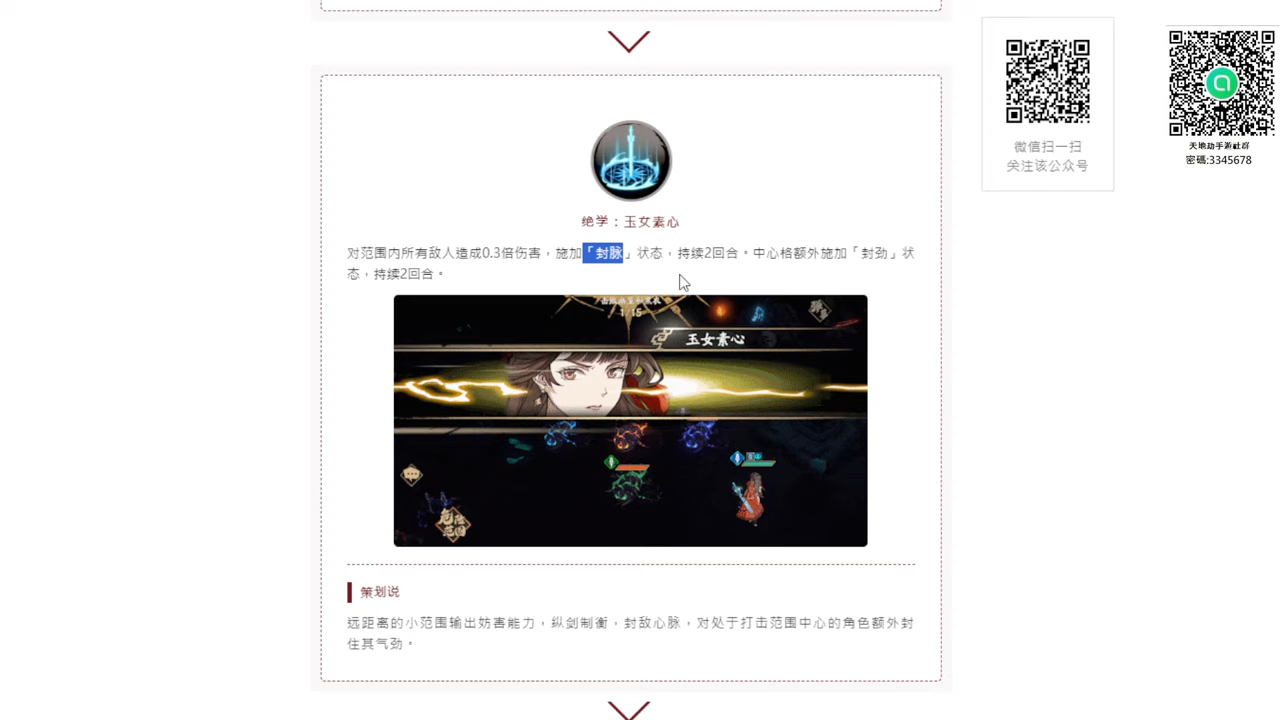 微信扫一扫
关注该公众号
天地劫手游社群
密碼:3345678
绝学：玉女素心
对范围内所有敌人造成0.3倍伤害，施加「封脉」状态，持续2回合。中心格额外施加「封劲」状
态，持续2回合。
1/15
玉女素心
策划说
远距离的小范围输出妨害能力，纵剑制衡，封敌心脉，对处于打击范围中心的角色额外封
住其气劲。